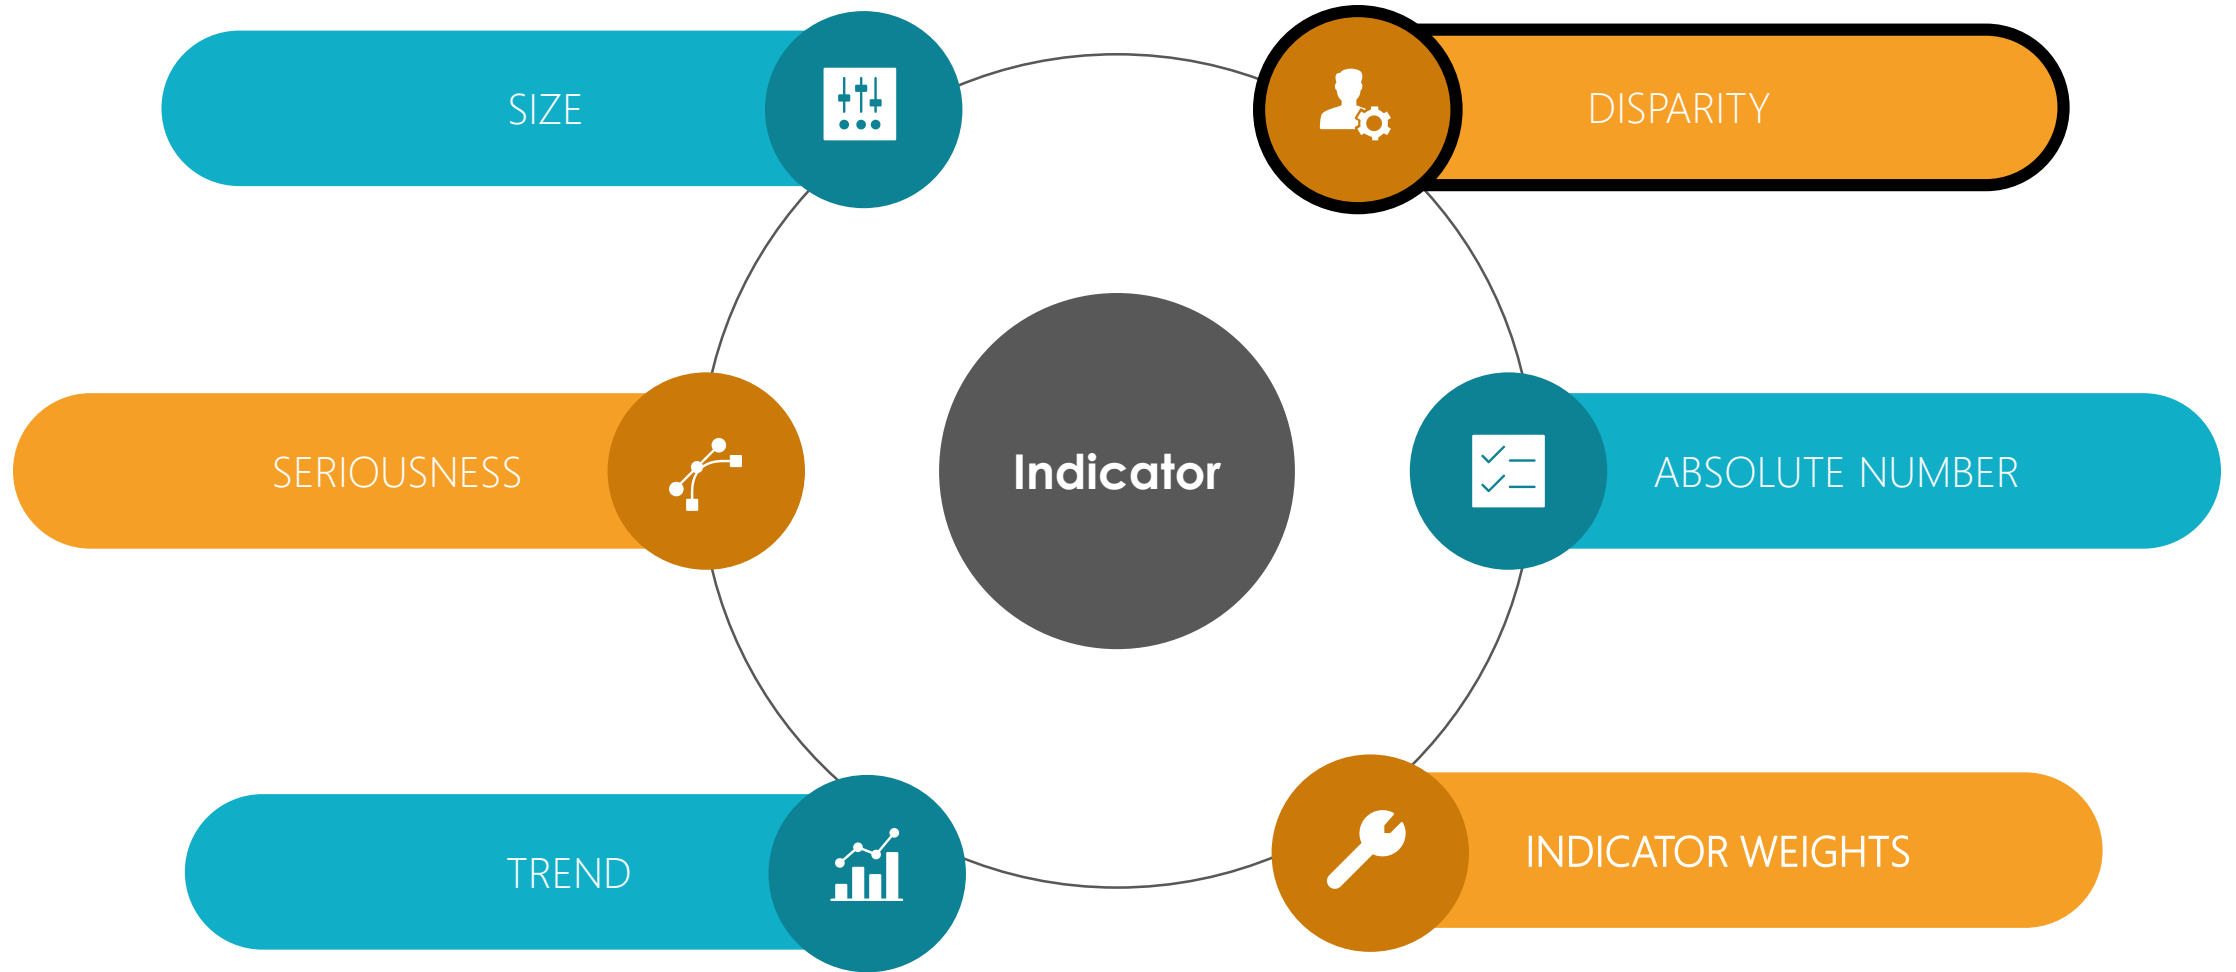 SIZE
DISPARITY
SERIOUSNESS
Indicator
ABSOLUTE NUMBER
TREND
INDICATOR WEIGHTS